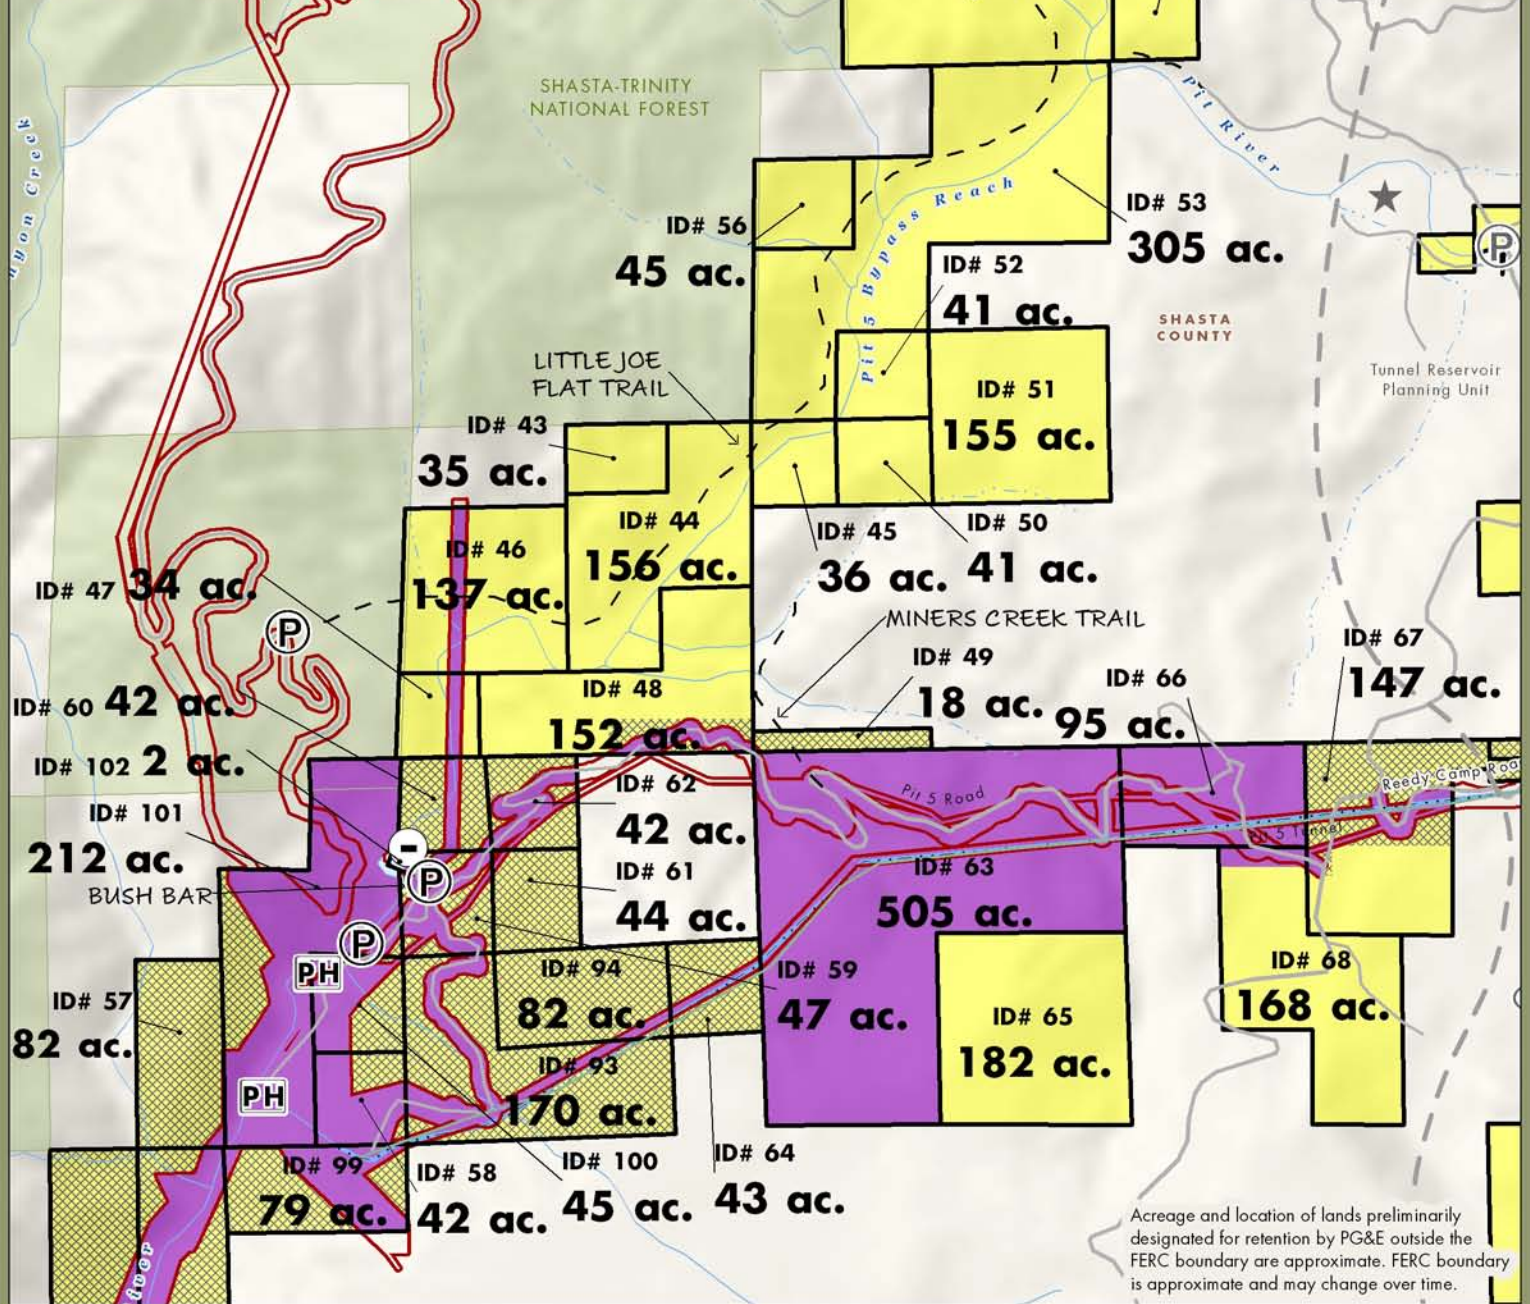 SHASTA-TRINITY
NATIONAL FOREST
Pit River
nyon Creek
ID# 56
45 ac.
Pit 5 Bypass Reach
ID# 53
305 ac.
ID# 52
41 ac.
SHASTA
COUNTY
P
LITTLE JOE
FLAT TRAIL
Tunnel Reservoir
Planning Unit
ID# 51
155 ac.
ID# 43
35 ac.
ID# 44
156 ac.
ID# 46
137 ac.
ID# 45
36 ac.
ID# 50
41 ac.
ID# 47 34 ac.
P
MINERS CREEK TRAIL
ID# 49
18 ac.
ID# 66
95 ac.
ID# 67
147 ac.
ID# 48
152 ac.
ID# 60 42 ac.
ID# 102 2 ac.
ID# 101
212 ac.
BUSH BAR
ID# 62
42 ac.
Pit 5 Road
Reedy Camp Roa
Pit 5 Tunnel
ID# 61
44 ac.
ID# 63
505 ac.
P
P
PH
ID# 94
82 ac.
ID# 59
47 ac.
ID# 68
168 ac.
ID# 57
82 ac.
ID# 65
182 ac.
PH
ID# 93
170 ac.
ID# 99
79 ac.
ID# 58
42 ac.
ID# 100
45 ac.
ID# 64
43 ac.
iver
Acreage and location of lands preliminarily
designated for retention by PG&E outside the
FERC boundary are approximate. FERC boundary
is approximate and may change over time.